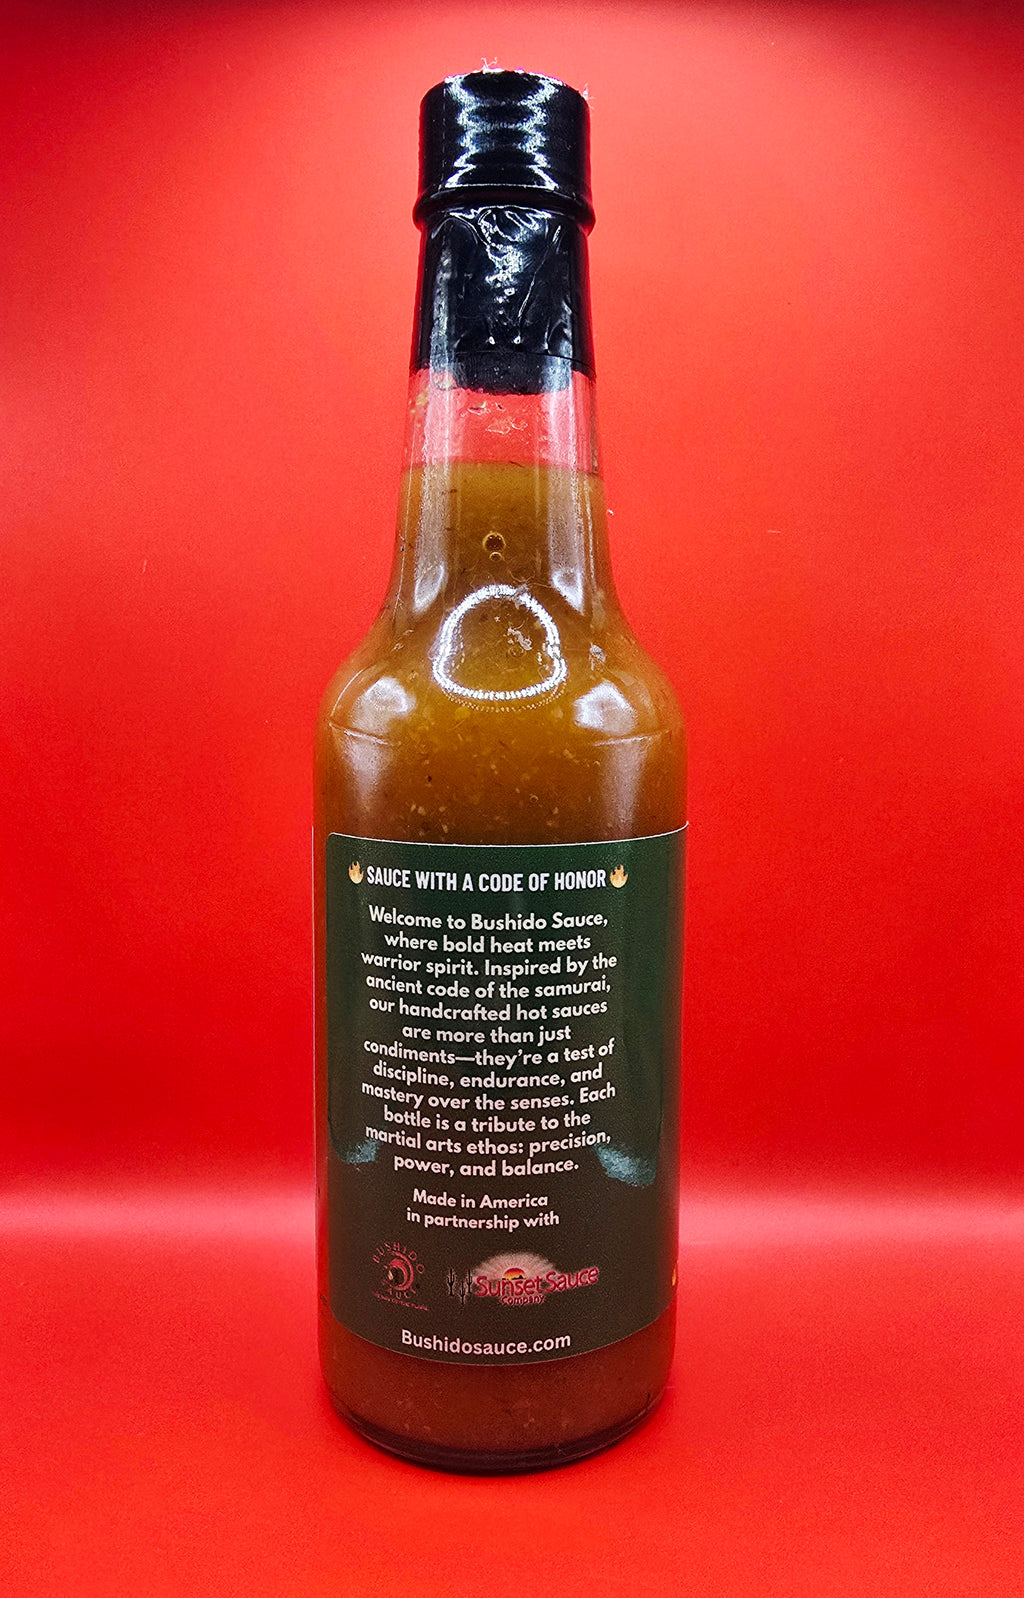 🔥SAUCE WITH A CODE OF HONOR🔥
Welcome to Bushido Sauce,
where bold heat meets
warrior spirit. Inspired by the
ancient code of the samurai,
our handcrafted hot sauces
are more than just
condiments—they're a test of
discipline, endurance, and
mastery over the senses. Each
bottle is a tribute to the
martial arts ethos: precision,
power, and balance.
Made in America
in partnership with
BUSHIDO
SAUCE
Sunset Sauce
Company
Bushidosauce.com